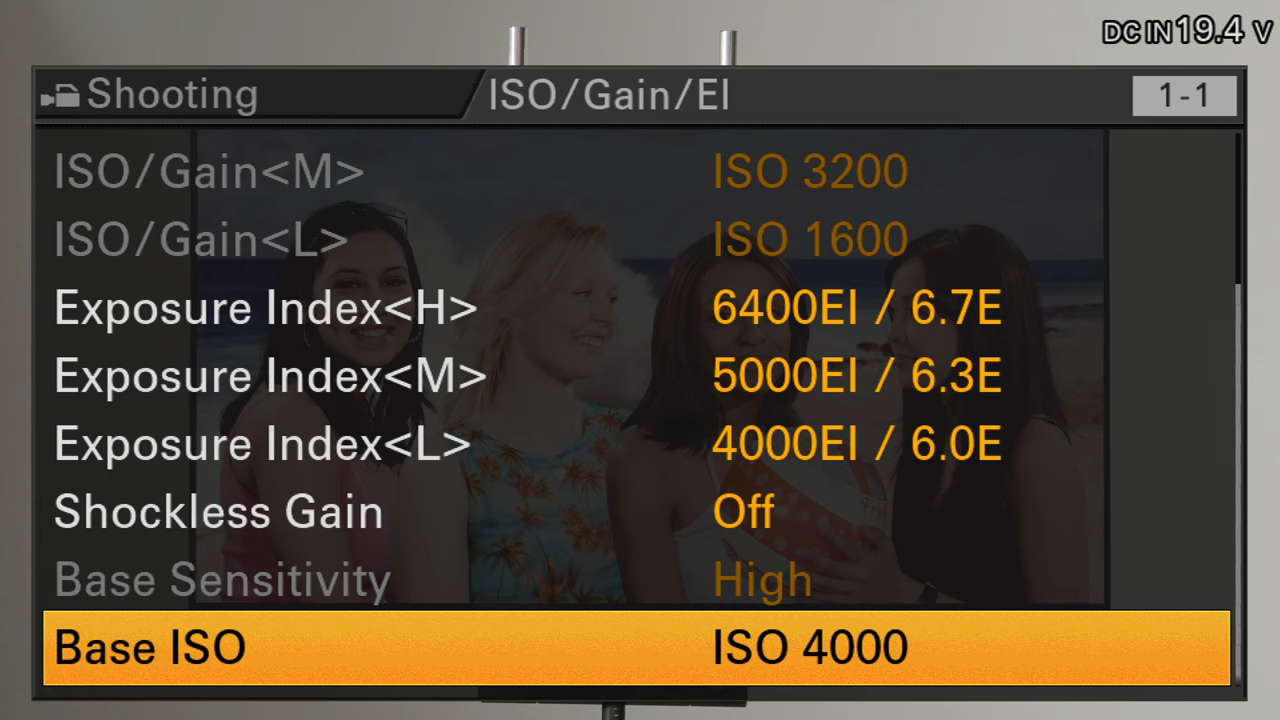 DC IN 19.4 V
Shooting ISO/Gain/EI 1-1
ISO/Gain<M> ISO 3200
ISO/Gain<L> ISO 1600
Exposure Index<H> 6400EI / 6.7E
Exposure Index<M> 5000EI / 6.3E
Exposure Index<L> 4000EI / 6.0E
Shockless Gain Off
Base Sensitivity High
Base ISO ISO 4000